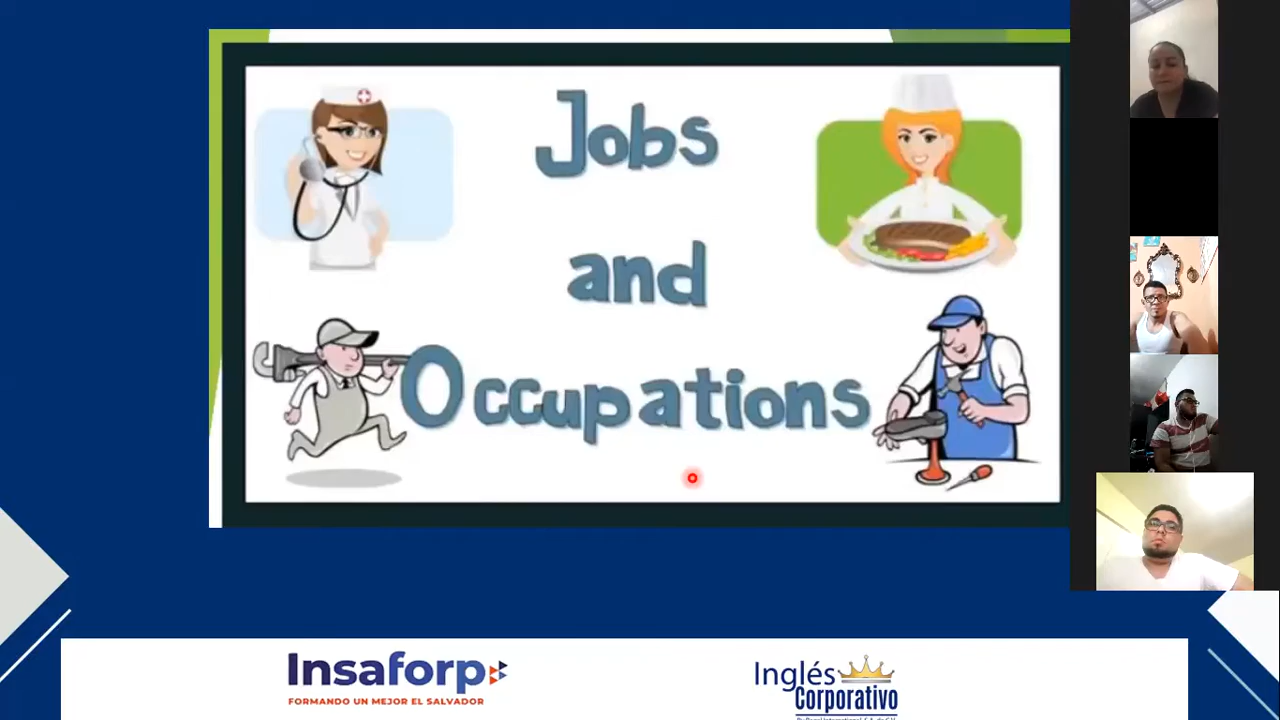 Jobs
and
Occupations
Insaforp
FORMANDO UN MEJOR EL SALVADOR
Inglés
Corporativo